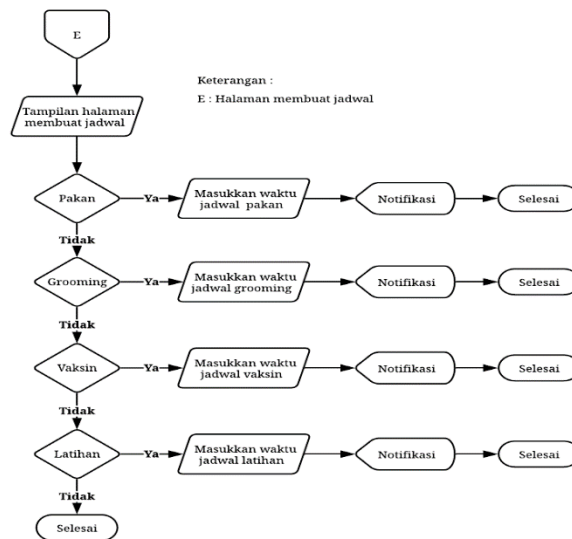 E
Keterangan :
E : Halaman membuat jadwal
Tampilan halaman
membuat jadwal
Pakan
Ya
Masukkan waktu
jadwal pakan
Notifikasi
Selesai
Tidak
Grooming
Ya
Masukkan waktu
jadwal grooming
Notifikasi
Selesai
Tidak
Vaksin
Ya
Masukkan waktu
jadwal vaksin
Notifikasi
Selesai
Tidak
Latihan
Ya
Masukkan waktu
jadwal latihan
Notifikasi
Selesai
Tidak
Selesai